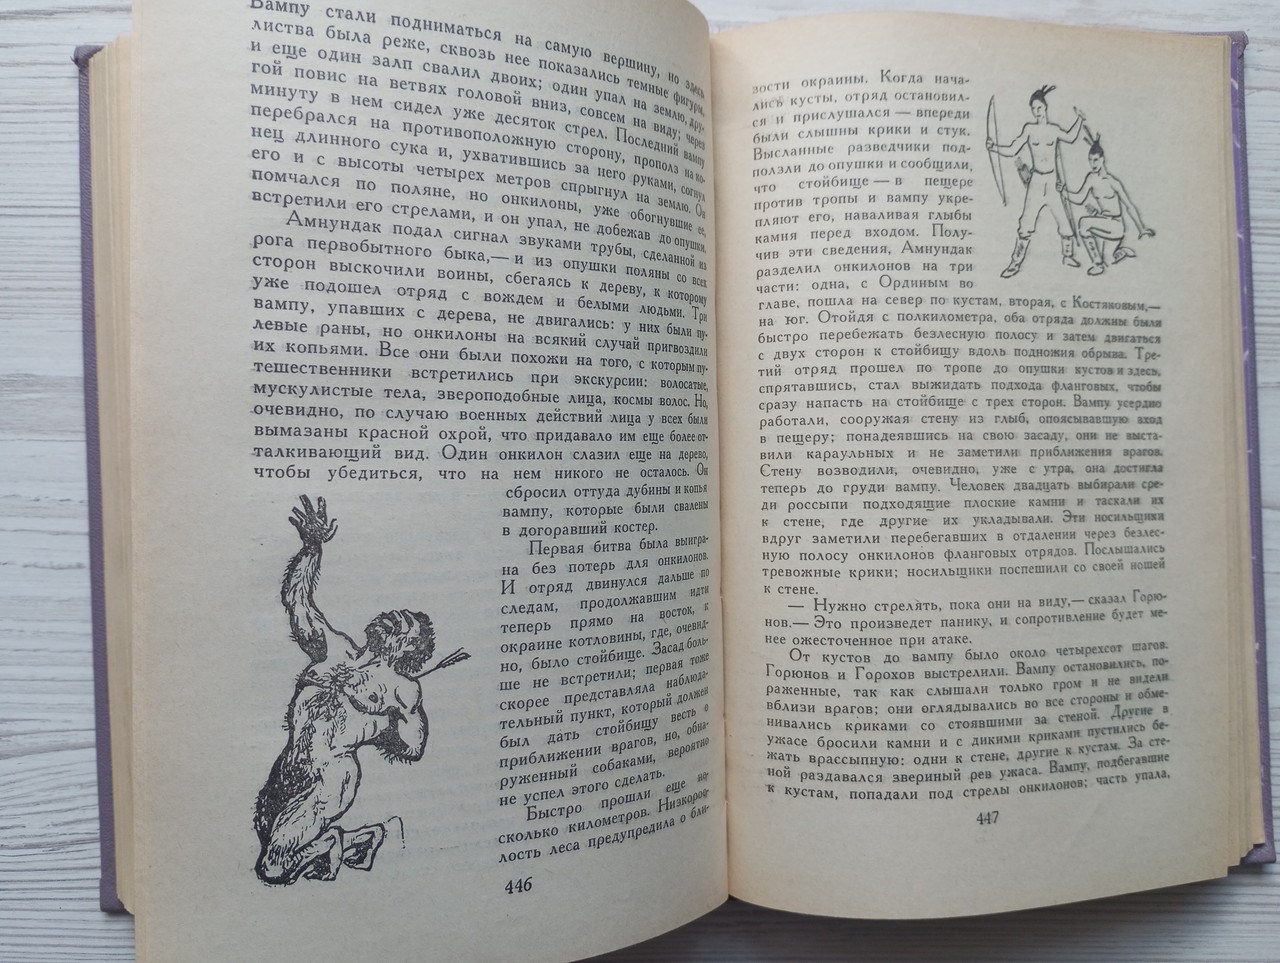 Вампу стали подниматься на самую вершину, но здесь
листва была реже, сквозь нее показались темные фигуры,
и еще один залп свалил двоих; один упал на землю, дру-
гой повис на ветвях головой вниз, совсем на виду; через
минуту в нем сидел уже десяток стрел. Последний вампу
перебрался на противоположную сторону, прополз на ко-
нец длинного сука и, ухватившись за него руками, согнул
его и с высоты четырех метров спрыгнул на землю. Он
помчался по поляне, но онкилоны, уже обогнувшие ее,
встретили его стрелами, и он упал, не добежав до опушки.
Амнундак подал сигнал звуками трубы, сделанной из
рога первобытного быка,— и из опушки поляны со всех
сторон выскочили воины, сбегаясь к дереву, к которому
уже подошел отряд с вождем и белыми людьми. Три
вампу, упавших с дерева, не двигались: у них были пу-
левые раны, но онкилоны на всякий случай пригвоздили
их копьями. Все они были похожи на того, с которым пу-
тешественники встретились при экскурсии: волосатые,
мускулистые тела, звероподобные лица, космы волос. Но,
очевидно, по случаю военных действий лица у всех были
вымазаны красной охрой, что придавало им еще более от-
талкивающий вид. Один онкилон слазил еще на дерево,
чтобы убедиться, что на нем никого не осталось. Он
сбросил оттуда дубины и копья
вампу, которые были свалены
в догоравший костер.
Первая битва была выигра-
на без потерь для онкилонов.
И отряд двинулся дальше по
следам, продолжавшим идти
теперь прямо на восток, к
окраине котловины, где, очевид-
но, было стойбище. Засад боль-
ше не встретили; первая тоже
скорее представляла наблюда-
тельный пункт, который должен
был дать стойбищу весть о
приближении врагов, но, обна-
руженный собаками, вероятно
не успел этого сделать.
Быстро прошли еще не-
сколько километров. Низкорос-
лость леса предупредила о бли-
446
зости окраины. Когда нача-
лись кусты, отряд остановил-
ся и прислушался — впереди
были слышны крики и стук.
Высланные разведчики под-
ползли до опушки и сообщили,
что стойбище — в пещере
против тропы и вампу укре-
пляют его, наваливая глыбы
камня перед входом. Полу-
чив эти сведения, Амнундак
разделил онкилонов на три
части: одна, с Ординым во
главе, пошла на север по кустам, вторая, с Костяковым,—
на юг. Отойдя с полкилометра, оба отряда должны были
быстро перебежать безлесную полосу и затем двигаться
с двух сторон к стойбищу вдоль подножия обрыва. Тре-
тий отряд прошел по тропе до опушки кустов и здесь,
спрятавшись, стал выжидать подхода фланговых, чтобы
сразу напасть на стойбище с трех сторон. Вампу усердно
работали, сооружая стену из глыб, опоясывавшую вход
в пещеру; понадеявшись на свою засаду, они не выста-
вили караульных и не заметили приближения врагов.
Стену возводили, очевидно, уже с утра, она достигла
теперь до груди вампу. Человек двадцать выбирали сре-
ди россыпи подходящие плоские камни и таскали их
к стене, где другие их укладывали. Эти носильщики
вдруг заметили перебегавших в отдалении через безлес-
ную полосу онкилонов фланговых отрядов. Послышались
тревожные крики; носильщики поспешили со своей ношей
к стене.
— Нужно стрелять, пока они на виду,— сказал Горю-
нов.— Это произведет панику, и сопротивление будет ме-
нее ожесточенное при атаке.
От кустов до вампу было около четырехсот шагов.
Горюнов и Горохов выстрелили. Вампу остановились, по-
раженные, так как слышали только гром и не видели
вблизи врагов; они оглядывались во все стороны и обме-
нивались криками со стоявшими за стеной. Другие в
ужасе бросили камни и с дикими криками пустились бе-
жать врассыпную: одни к стене, другие к кустам. За сте-
ной раздавался звериный рев ужаса. Вампу, подбегавшие
к кустам, попадали под стрелы онкилонов; часть упала,
447